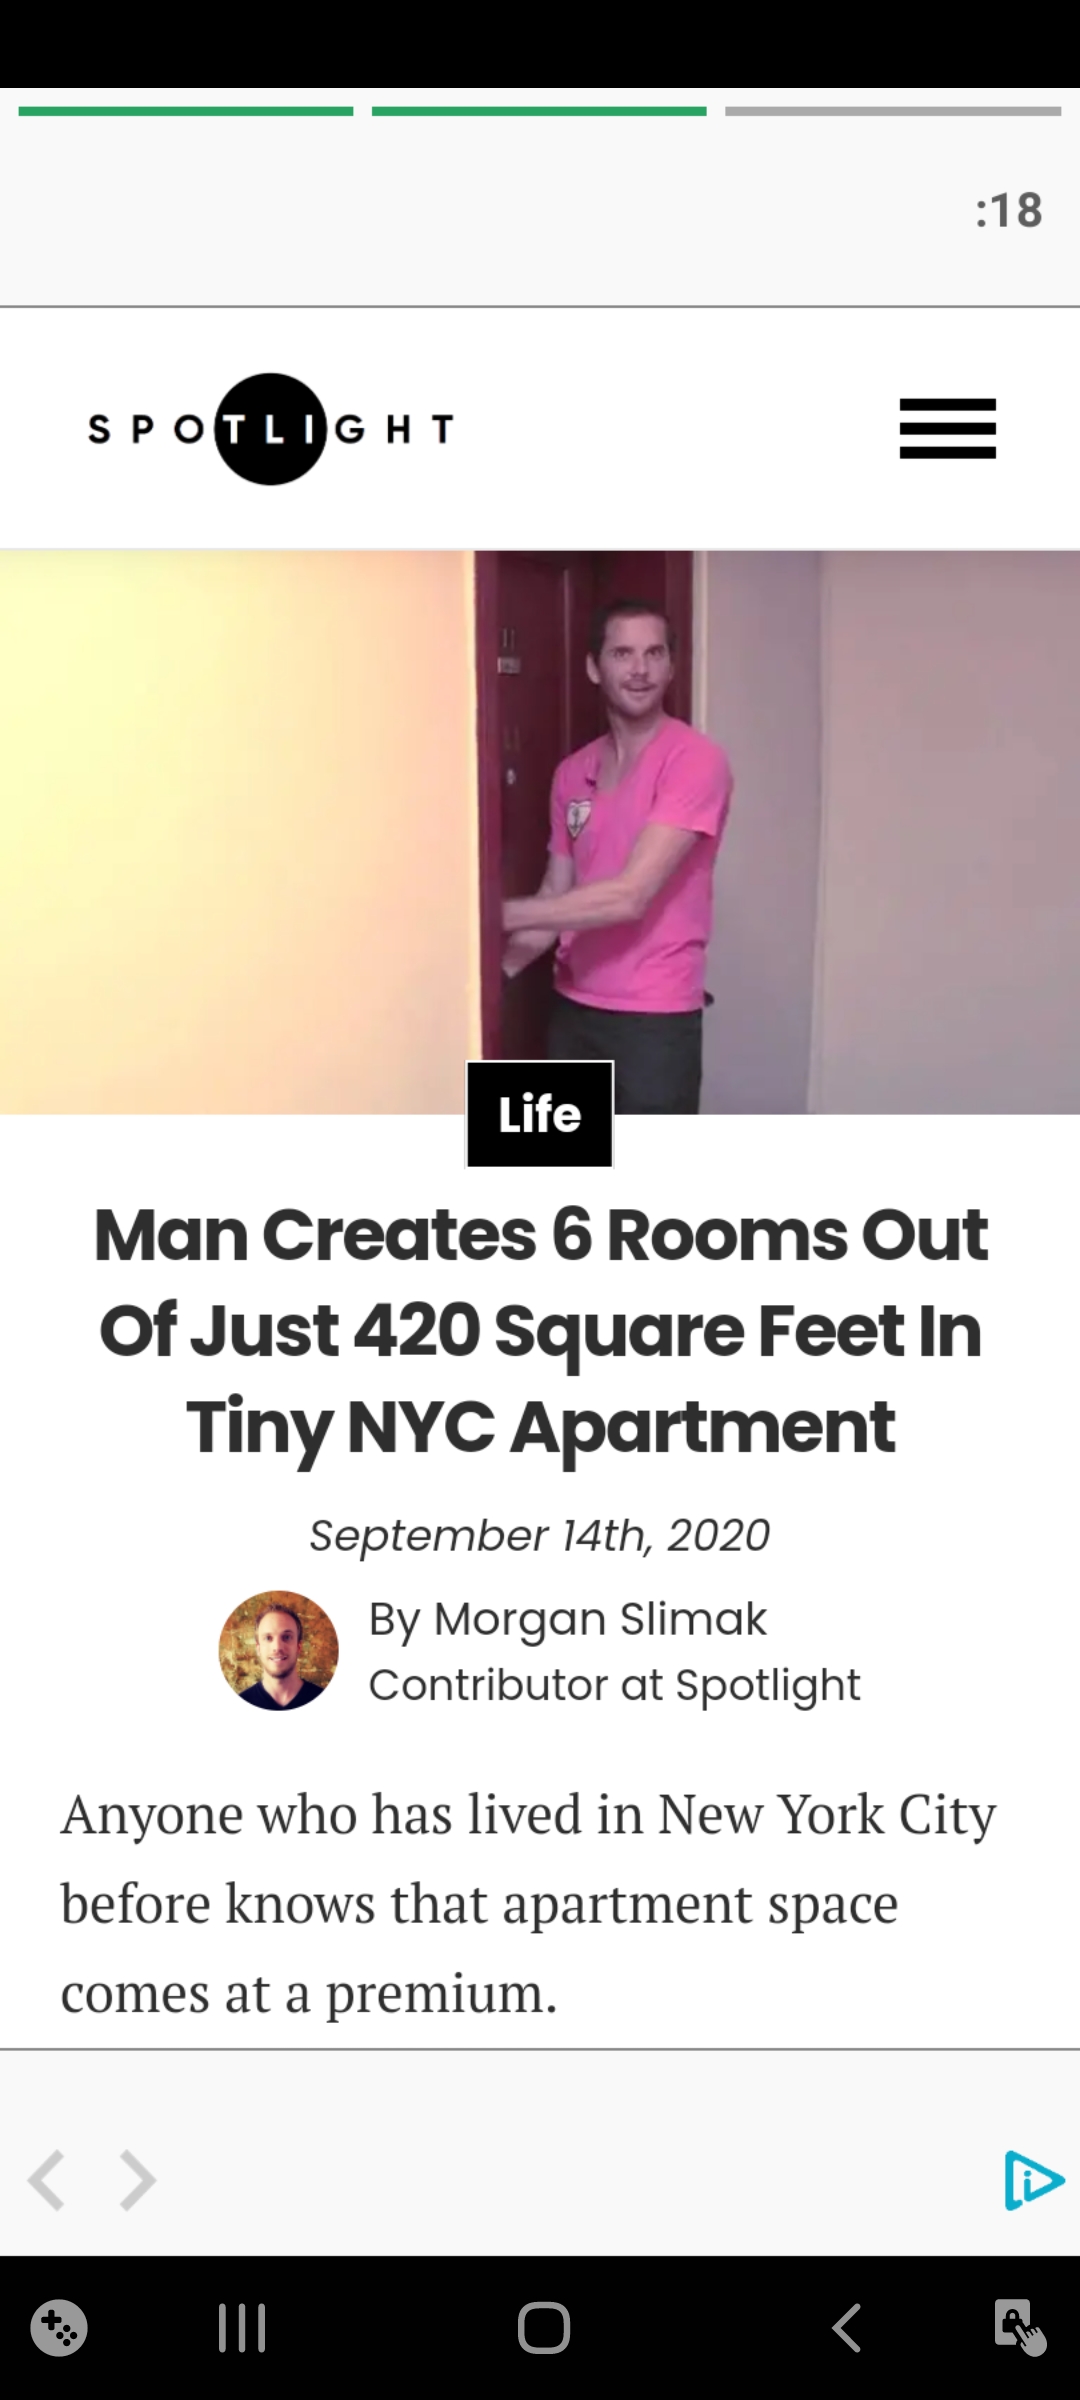 :18
SPOTLIGHT
Life
Man Creates 6 Rooms Out
Of Just 420 Square Feet In
Tiny NYC Apartment
September 14th, 2020
By Morgan Slimak
Contributor at Spotlight
Anyone who has lived in New York City
before knows that apartment space
comes at a premium.